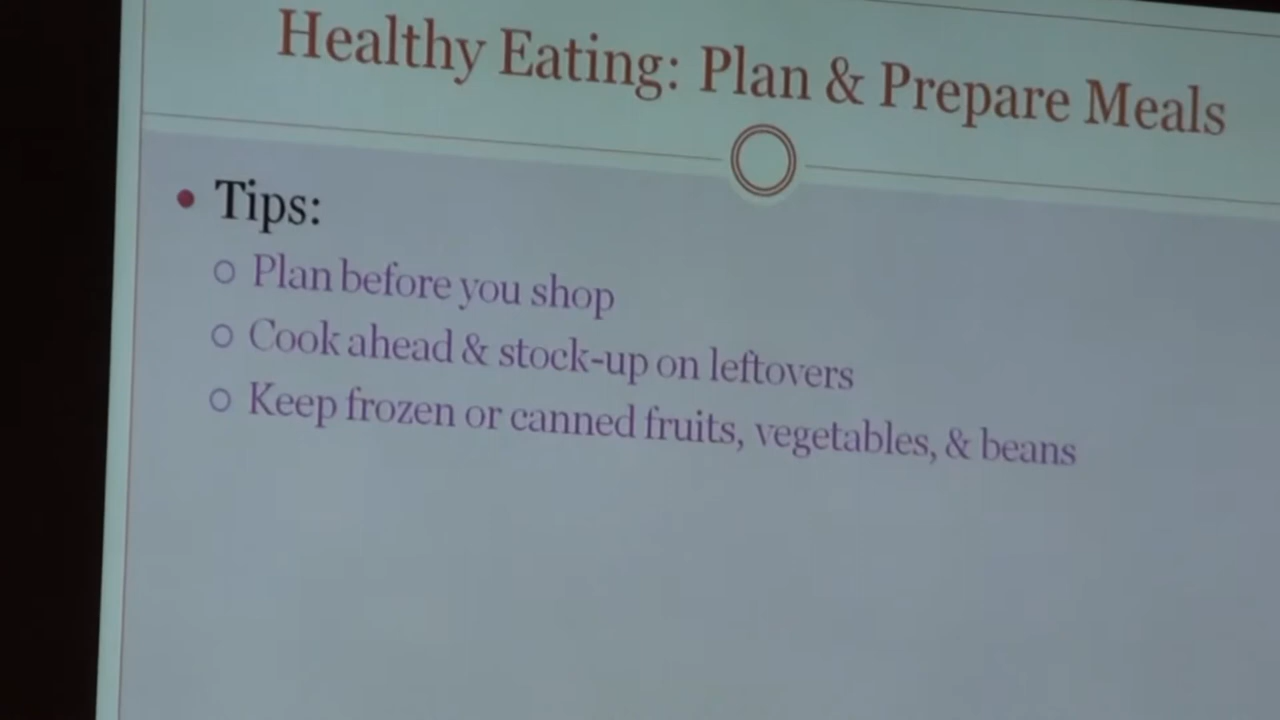 Healthy Eating: Plan & Prepare Meals
Tips:
Plan before you shop
Cook ahead & stock-up on leftovers
Keep frozen or canned fruits, vegetables, & beans